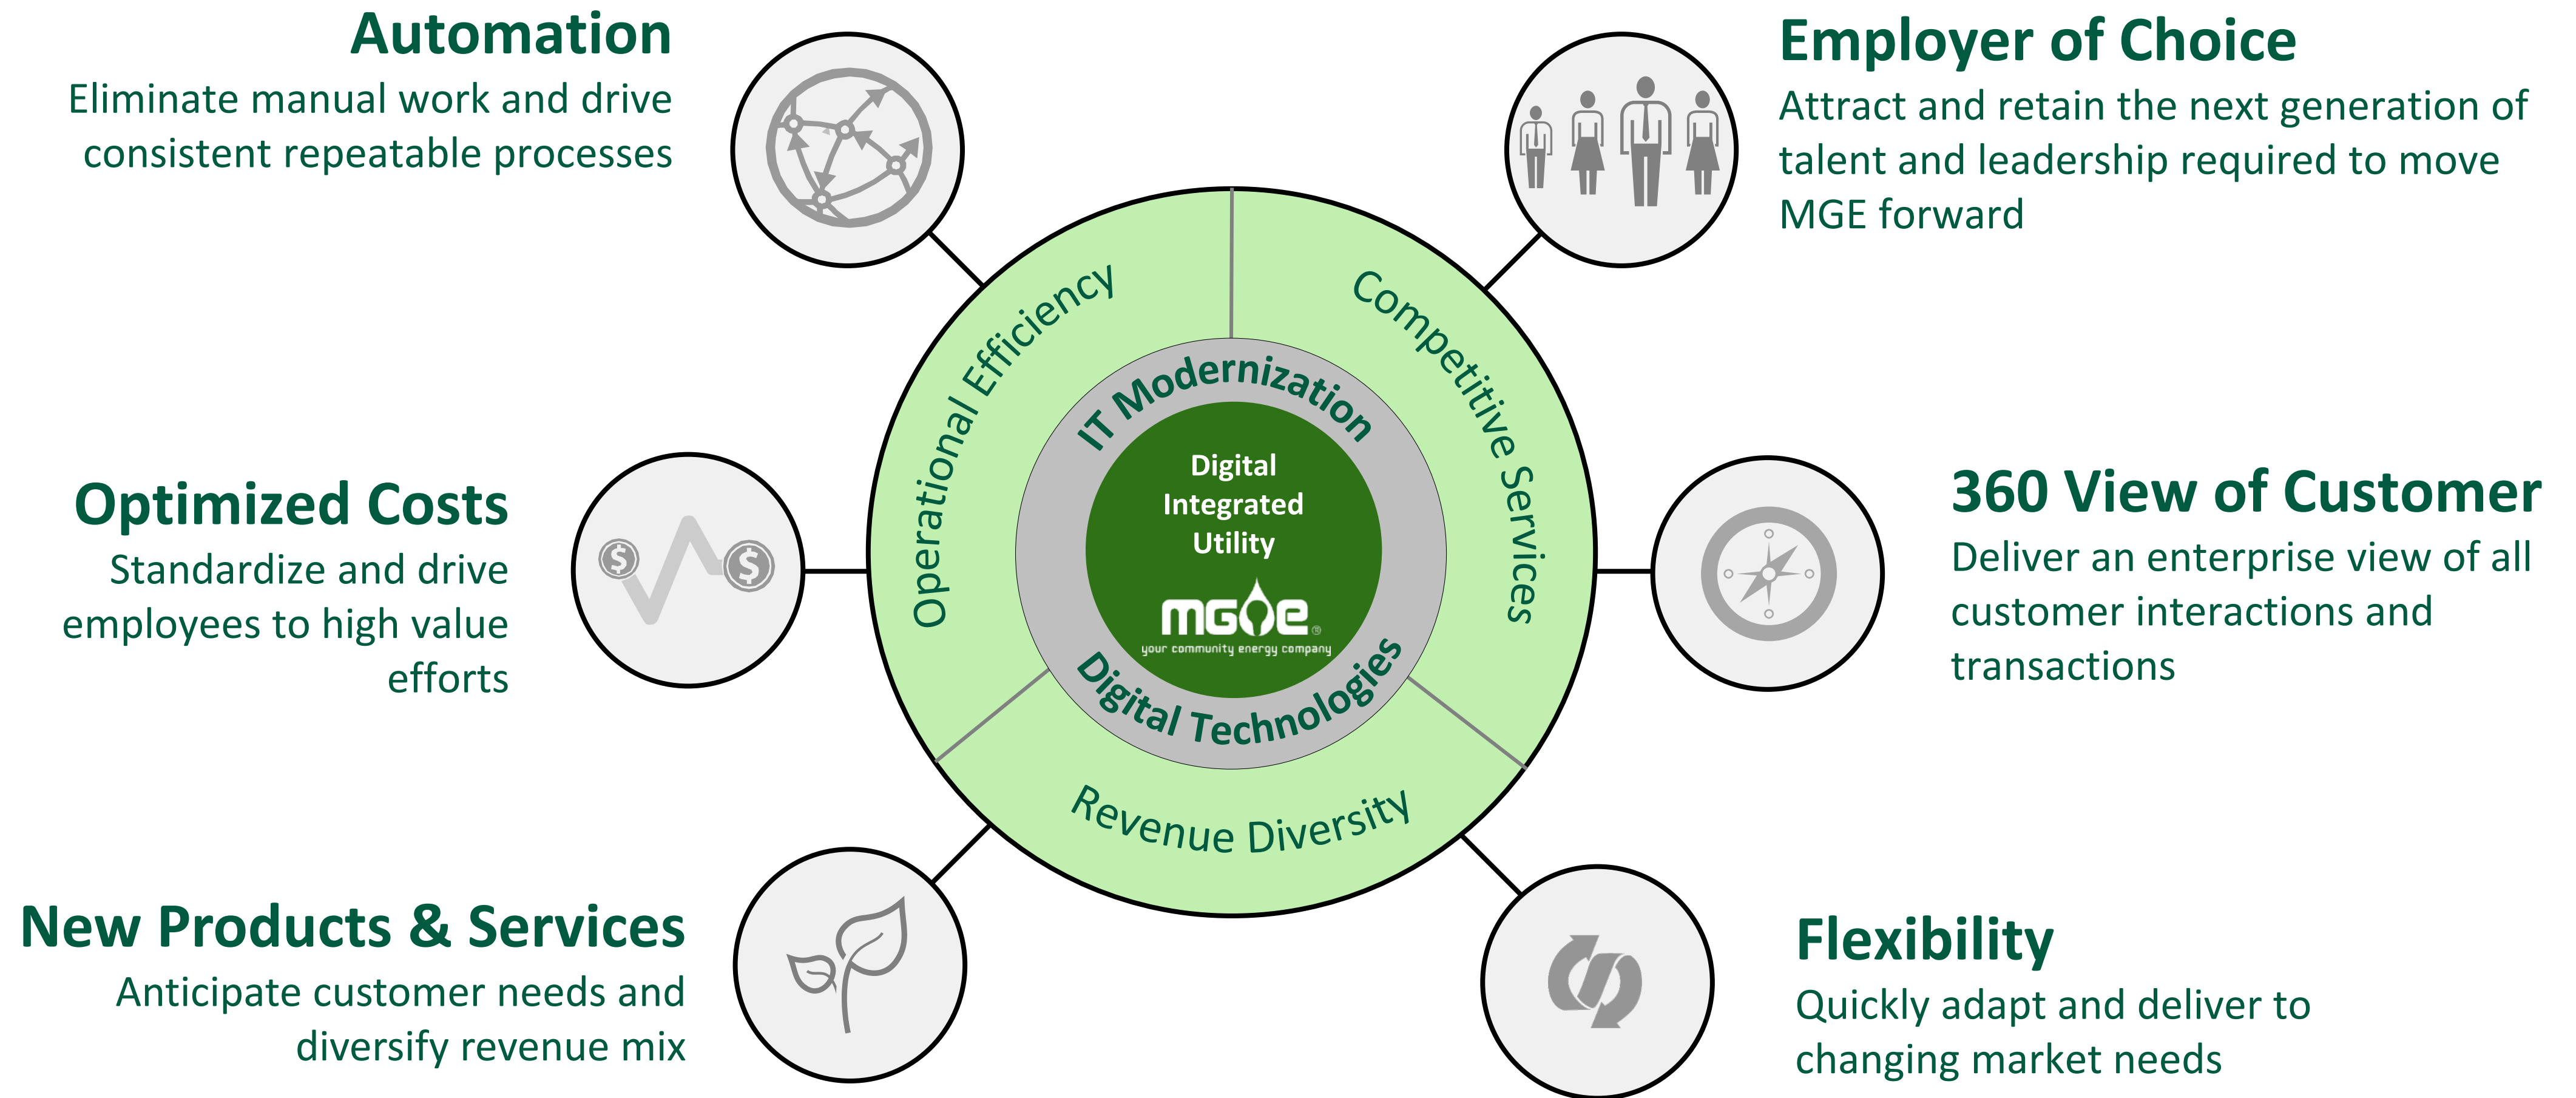 Automation
Eliminate manual work and drive
consistent repeatable processes
Employer of Choice
Attract and retain the next generation of
talent and leadership required to move
MGE forward
Operational Efficiency
Competitive Services
IT Modernization
Digital
Integrated
Utility
mge®
your community energy company
Digital Technologies
Revenue Diversity
Optimized Costs
Standardize and drive
employees to high value
efforts
$ $
360 View of Customer
Deliver an enterprise view of all
customer interactions and
transactions
New Products & Services
Anticipate customer needs and
diversify revenue mix
Flexibility
Quickly adapt and deliver to
changing market needs